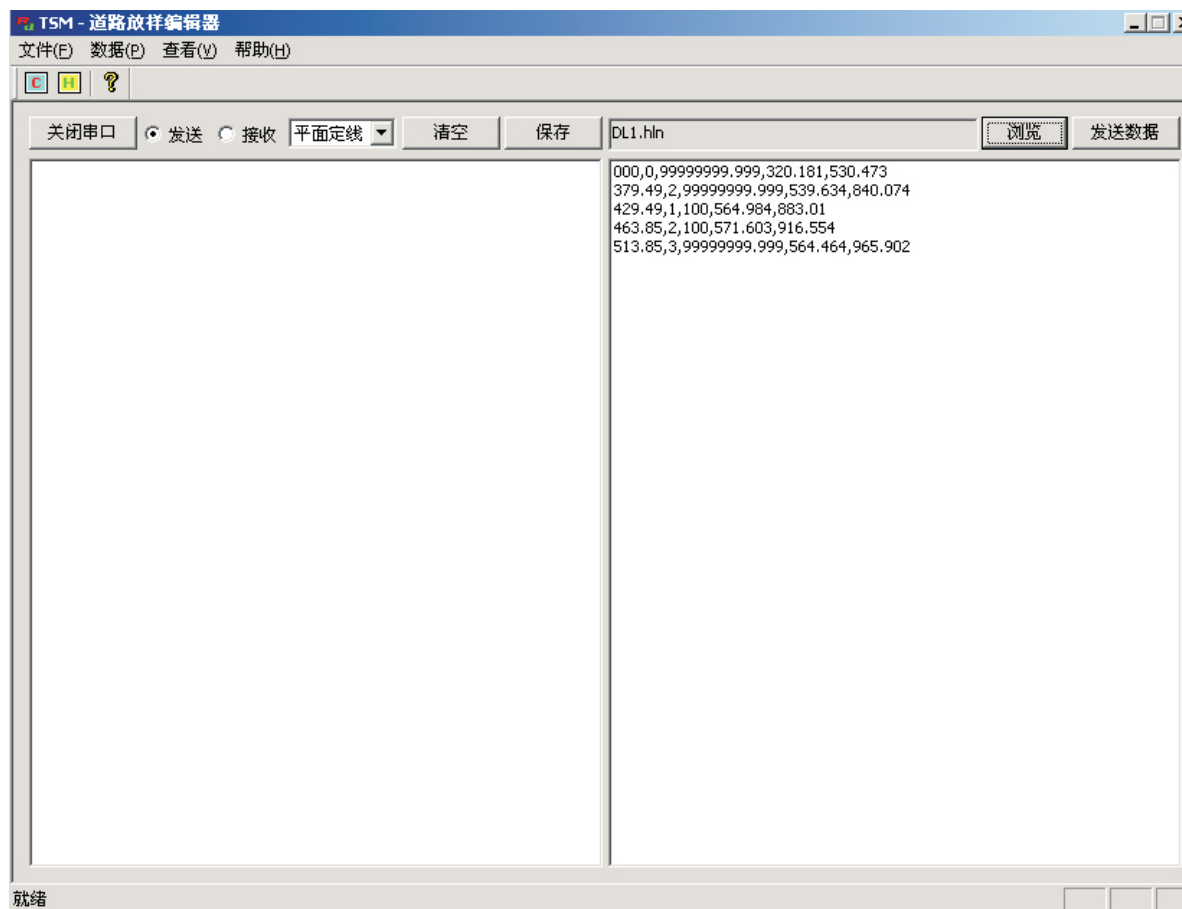 TSM - 道路放样编辑器
文件(F) 数据(P) 查看(V) 帮助(H)
C H ?
关闭串口 发送 接收 平面定线 清空 保存 DL1.hln 浏览 发送数据
000,0,99999999.999,320.181,530.473
379.49,2,99999999.999,539.634,840.074
429.49,1,100,564.984,883.01
463.85,2,100,571.603,916.554
513.85,3,99999999.999,564.464,965.902
就绪